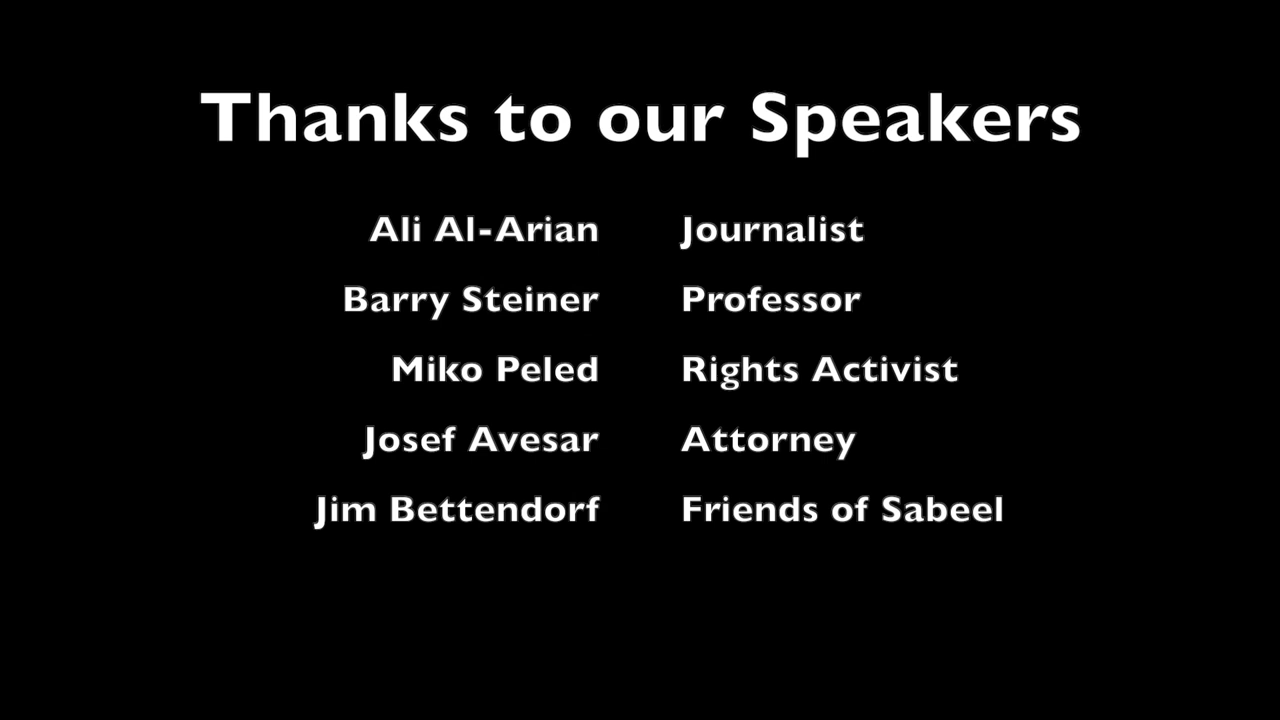 Thanks to our Speakers
Ali Al-Arian Journalist
Barry Steiner Professor
Miko Peled Rights Activist
Josef Avesar Attorney
Jim Bettendorf Friends of Sabeel